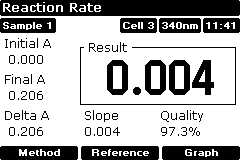 Reaction Rate
Sample 1 Cell 3 340nm 11:41
Initial A
0.000
Result
0.004
Final A
0.206
Delta A Slope Quality
0.206 0.004 97.3%
Method Reference Graph